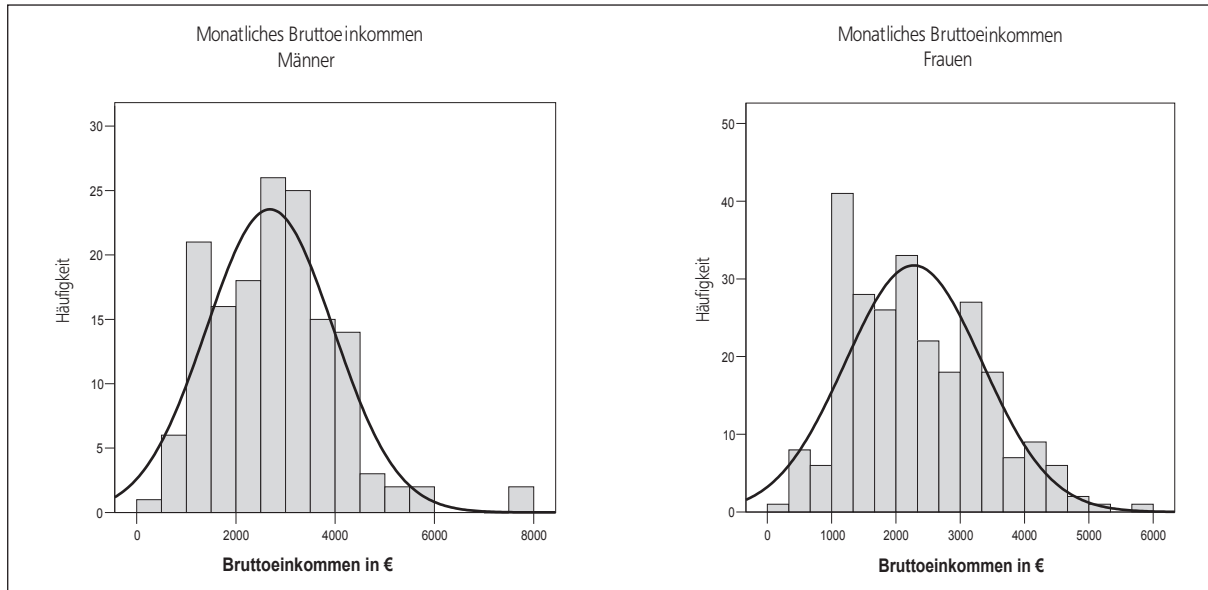 Monatliches Bruttoeinkommen
Männer
Häufigkeit
30
25
20
15
10
5
0
0 2000 4000 6000 8000
Bruttoeinkommen in €
Monatliches Bruttoeinkommen
Frauen
Häufigkeit
50
40
30
20
10
0
0 1000 2000 3000 4000 5000 6000
Bruttoeinkommen in €